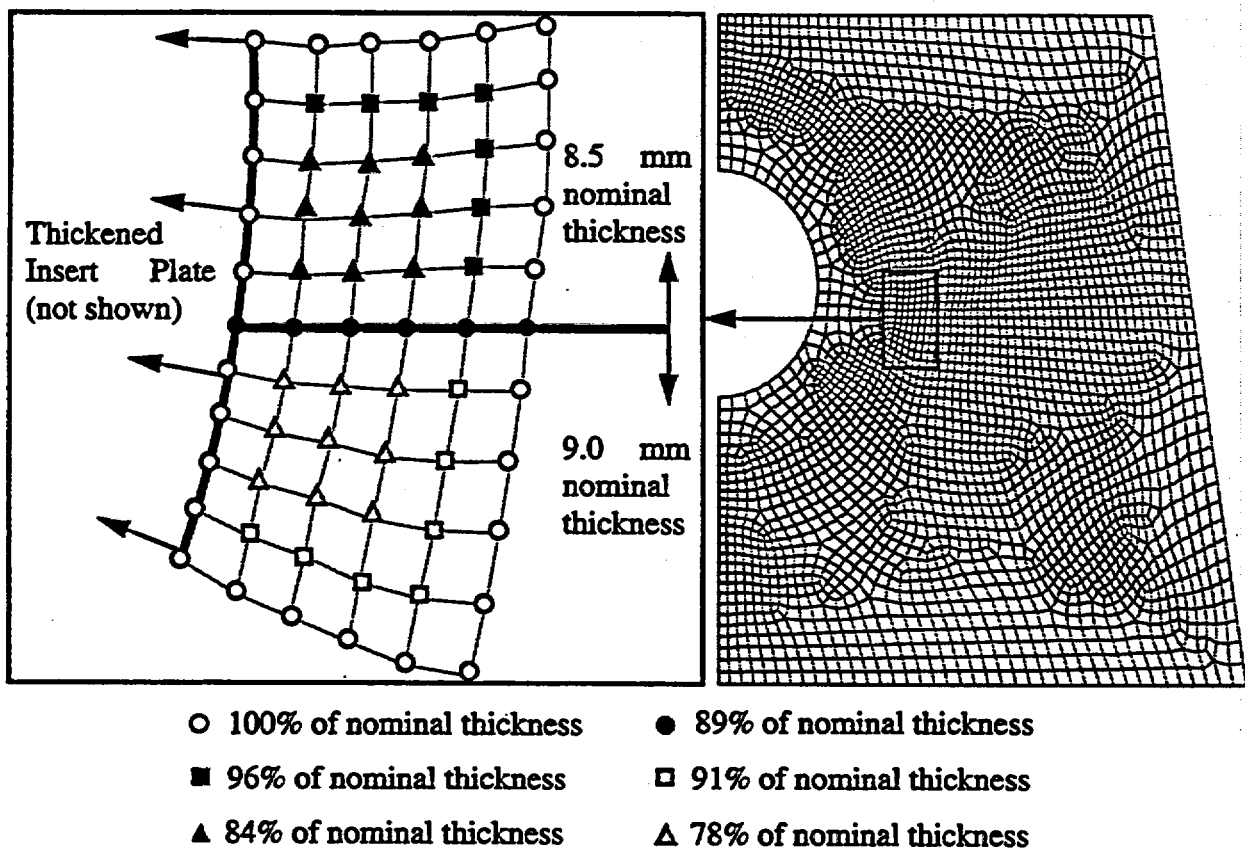 8.5 mm
nominal
thickness
Thickened
Insert Plate
(not shown)
9.0 mm
nominal
thickness
100% of nominal thickness
89% of nominal thickness
96% of nominal thickness
91% of nominal thickness
84% of nominal thickness
78% of nominal thickness